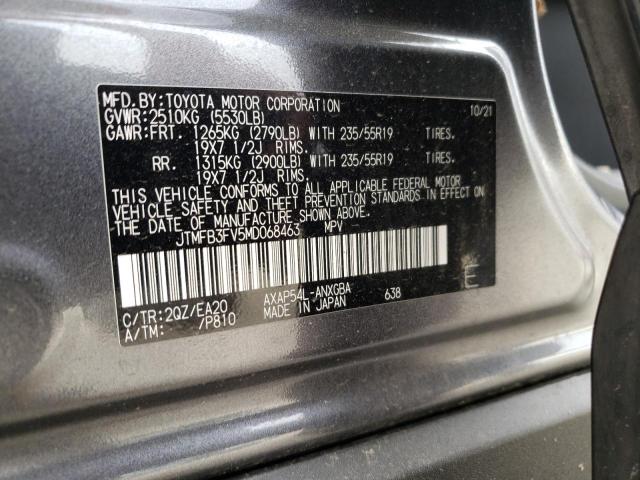 MFD. BY: TOYOTA MOTOR CORPORATION 10/21
GVWR: 2510KG (5530LB)
GAWR: FRT. 1265KG (2790LB) WITH 235/55R19 TIRES.
19X7 1/2J RIMS.
RR. 1315KG (2900LB) WITH 235/55R19 TIRES.
19X7 1/2J RIMS.
THIS VEHICLE CONFORMS TO ALL APPLICABLE FEDERAL MOTOR
VEHICLE SAFETY AND THEFT PREVENTION STANDARDS IN EFFECT ON
THE DATE OF MANUFACTURE SHOWN ABOVE.
JTMFB3FV5MD068463 MPV
C/TR: 2QZ/EA20 AXAP54L-ANXGBA E
A/TM: /P810 MADE IN JAPAN 638